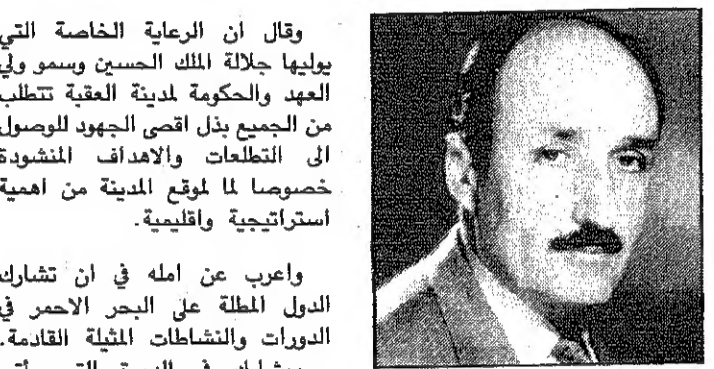 وقال ان الرعاية الخاصة التي
يوليها جلالة الملك الحسين وسمو ولي
العهد والحكومة لمدينة العقبة تتطلب
من الجميع بذل اقصى الجهود للوصول
الى التطلعات والاهداف المنشودة
خصوصا لما لموقع المدينة من اهمية
استراتيجية واقليمية.
واعرب عن امله في ان تشارك
الدول المطلة على البحر الاحمر في
الدورات والنشاطات المثيلة القادمة.